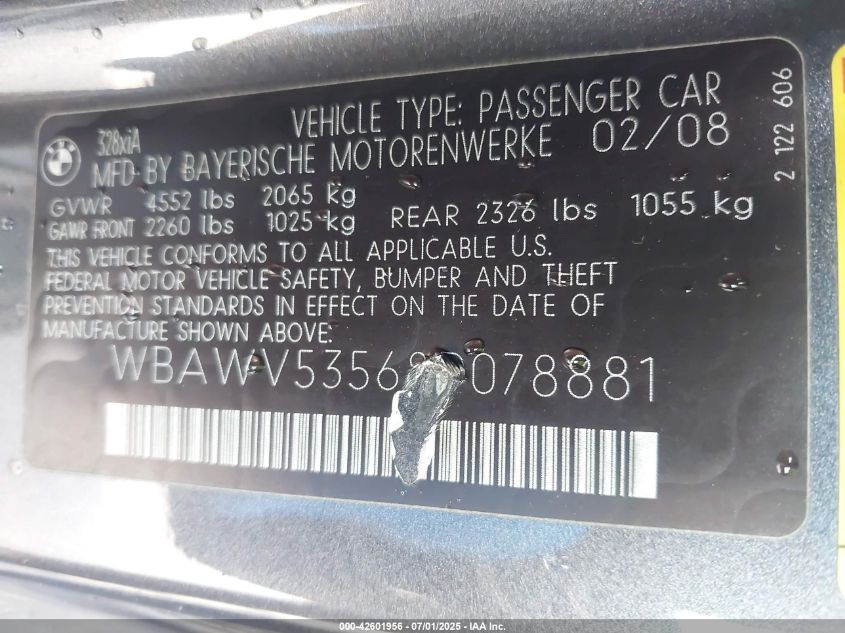 BMW
328xiA
VEHICLE TYPE: PASSENGER CAR
MFD BY BAYERISCHE MOTORENWERKE 02/08
GVWR 4552 lbs 2065 kg
GAWR FRONT 2260 lbs 1025 kg REAR 2326 lbs 1055 kg
THIS VEHICLE CONFORMS TO ALL APPLICABLE U.S.
FEDERAL MOTOR VEHICLE SAFETY, BUMPER AND THEFT
PREVENTION STANDARDS IN EFFECT ON THE DATE OF
MANUFACTURE SHOWN ABOVE:
2 122 606
000-42601956 - 07/01/2025 - IAA Inc.